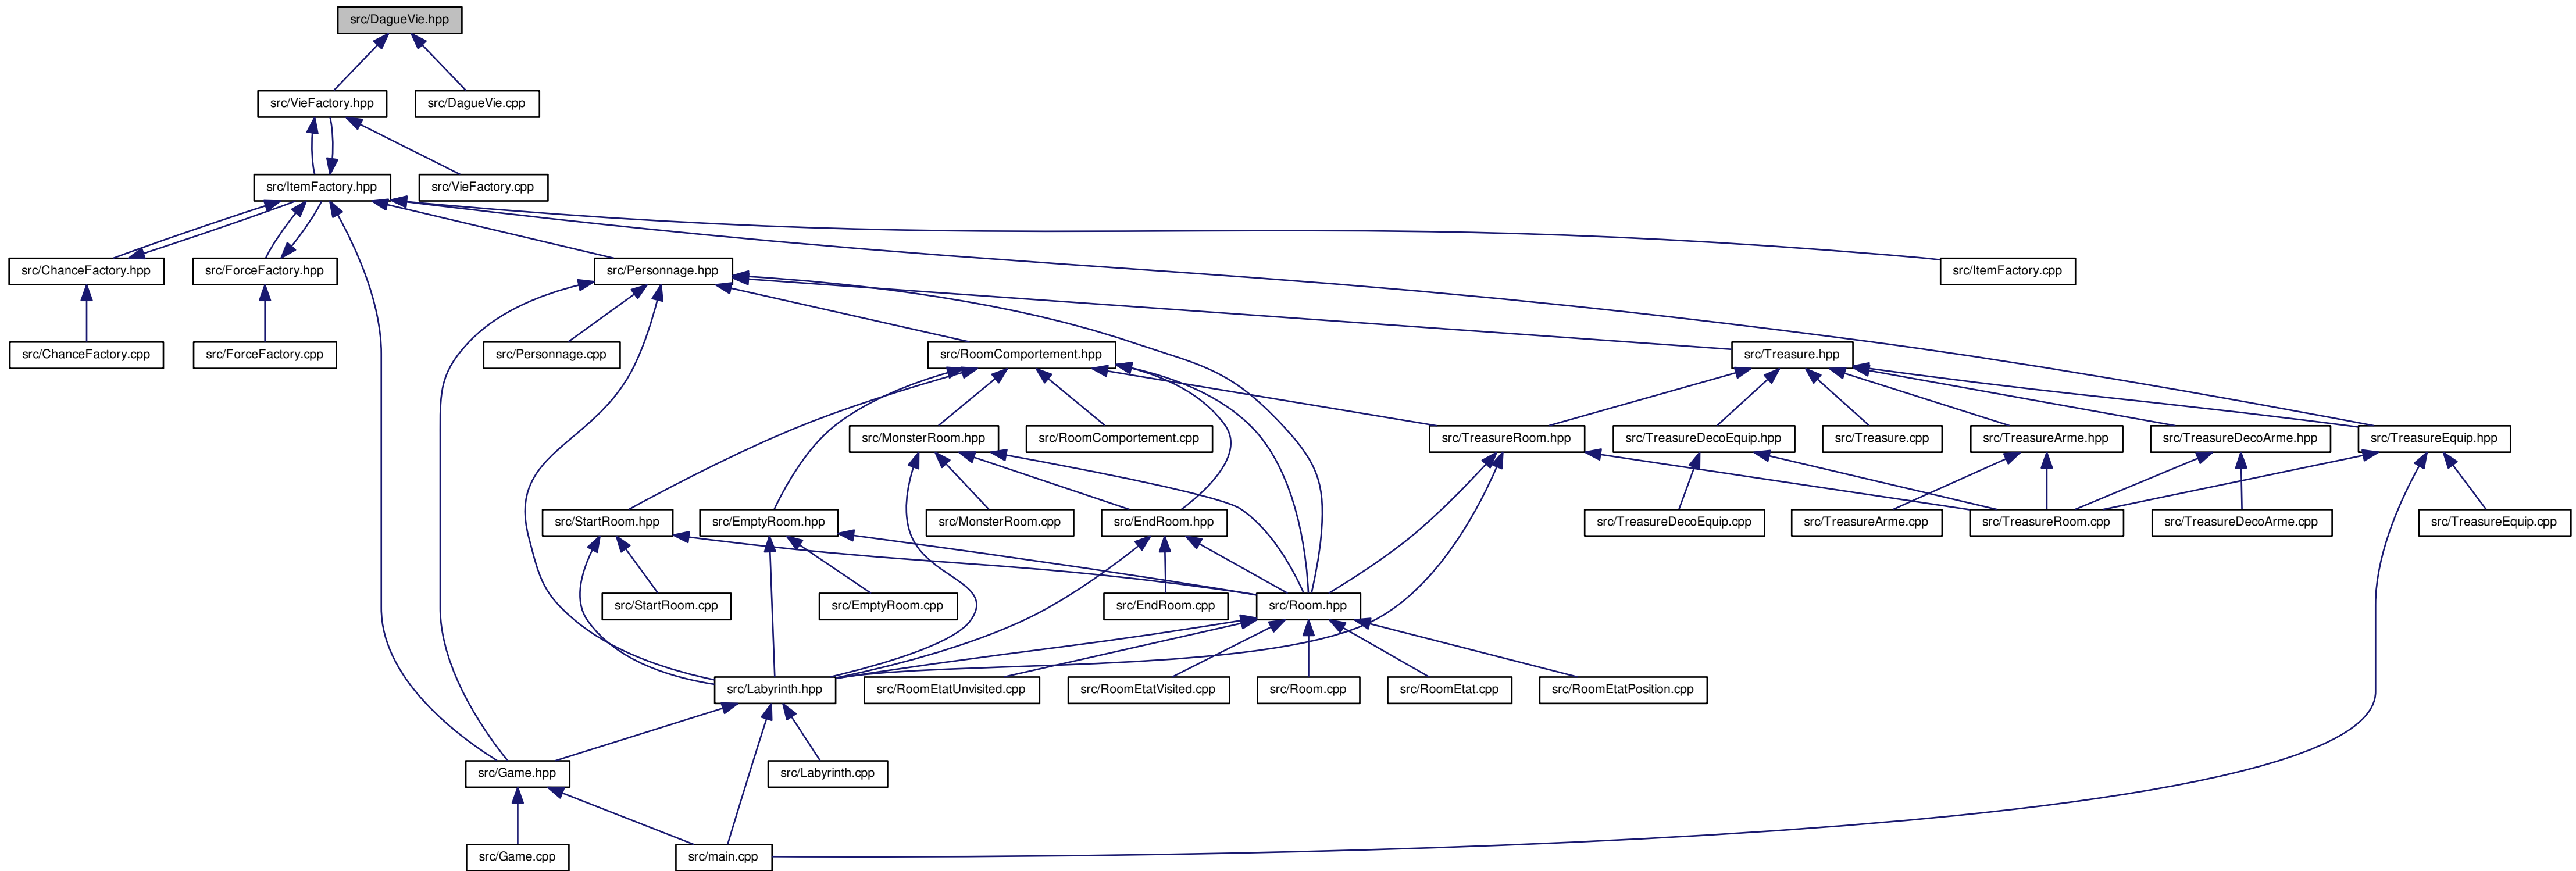 src/DagueVie.hpp
src/VieFactory.hpp
src/DagueVie.cpp
src/ItemFactory.hpp
src/VieFactory.cpp
src/ChanceFactory.hpp
src/ForceFactory.hpp
src/Personnage.hpp
src/ItemFactory.cpp
src/ChanceFactory.cpp
src/ForceFactory.cpp
src/Personnage.cpp
src/RoomComportement.hpp
src/Treasure.hpp
src/MonsterRoom.hpp
src/RoomComportement.cpp
src/TreasureRoom.hpp
src/TreasureDecoEquip.hpp
src/Treasure.cpp
src/TreasureArme.hpp
src/TreasureDecoArme.hpp
src/TreasureEquip.hpp
src/StartRoom.hpp
src/EmptyRoom.hpp
src/MonsterRoom.cpp
src/EndRoom.hpp
src/TreasureDecoEquip.cpp
src/TreasureArme.cpp
src/TreasureRoom.cpp
src/TreasureDecoArme.cpp
src/TreasureEquip.cpp
src/StartRoom.cpp
src/EmptyRoom.cpp
src/EndRoom.cpp
src/Room.hpp
src/Labyrinth.hpp
src/RoomEtatUnvisited.cpp
src/RoomEtatVisited.cpp
src/Room.cpp
src/RoomEtat.cpp
src/RoomEtatPosition.cpp
src/Game.hpp
src/Labyrinth.cpp
src/Game.cpp
src/main.cpp